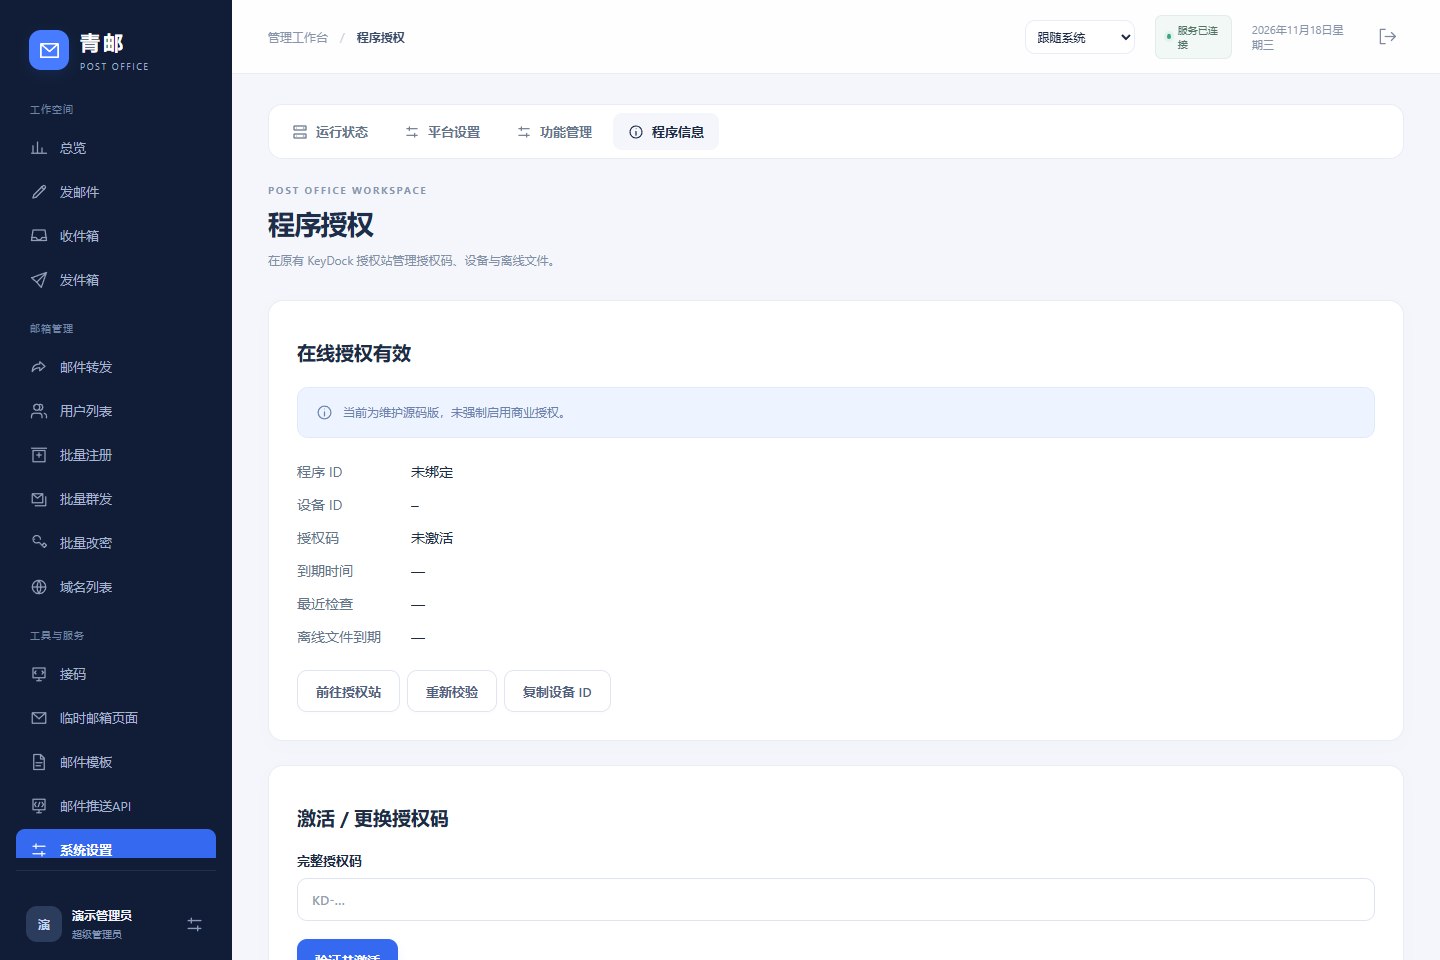 青邮
POST OFFICE
工作空间
总览
发邮件
收件箱
发件箱
邮箱管理
邮件转发
用户列表
批量注册
批量群发
批量改密
域名列表
工具与服务
接码
临时邮箱页面
邮件模板
邮件推送API
系统设置
演
演示管理员
超级管理员
管理工作台 / 程序授权
跟随系统
服务已连
接
2026年11月18日星
期三
运行状态
平台设置
功能管理
程序信息
POST OFFICE WORKSPACE
程序授权
在原有 KeyDock 授权站管理授权码、设备与离线文件。
在线授权有效
当前为维护源码版，未强制启用商业授权。
程序 ID 未绑定
设备 ID –
授权码 未激活
到期时间 —
最近检查 —
离线文件到期 —
前往授权站
重新校验
复制设备 ID
激活 / 更换授权码
完整授权码
KD-...
验证并激活